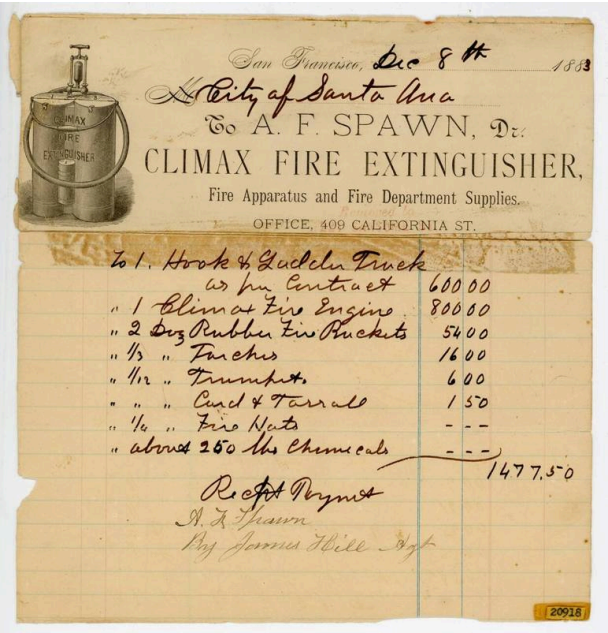 San Francisco, Dec 8th 1883
M City of Santa Ana
To A. F. SPAWN, Dr.
CLIMAX FIRE EXTINGUISHER,
Fire Apparatus and Fire Department Supplies.
OFFICE, 409 CALIFORNIA ST.
CLIMAX
FIRE
EXTINGUISHER
To 1. Hook & Ladder Truck
as per Contract 600 00
" 1 Climax Fire Engine 800 00
" 2 Doz Rubber Fire Buckets 54 00
" 1/3 " Torches 16 00
" 1/12 " Trumpets 6 00
" " " Cord & Tassall 1 50
" 1/4 " Fire Hats - - -
" about 250 lbs Chemicals - - -
1477.50
Recpt Paymt
A. F. Spawn
By James Hill Agt
20918